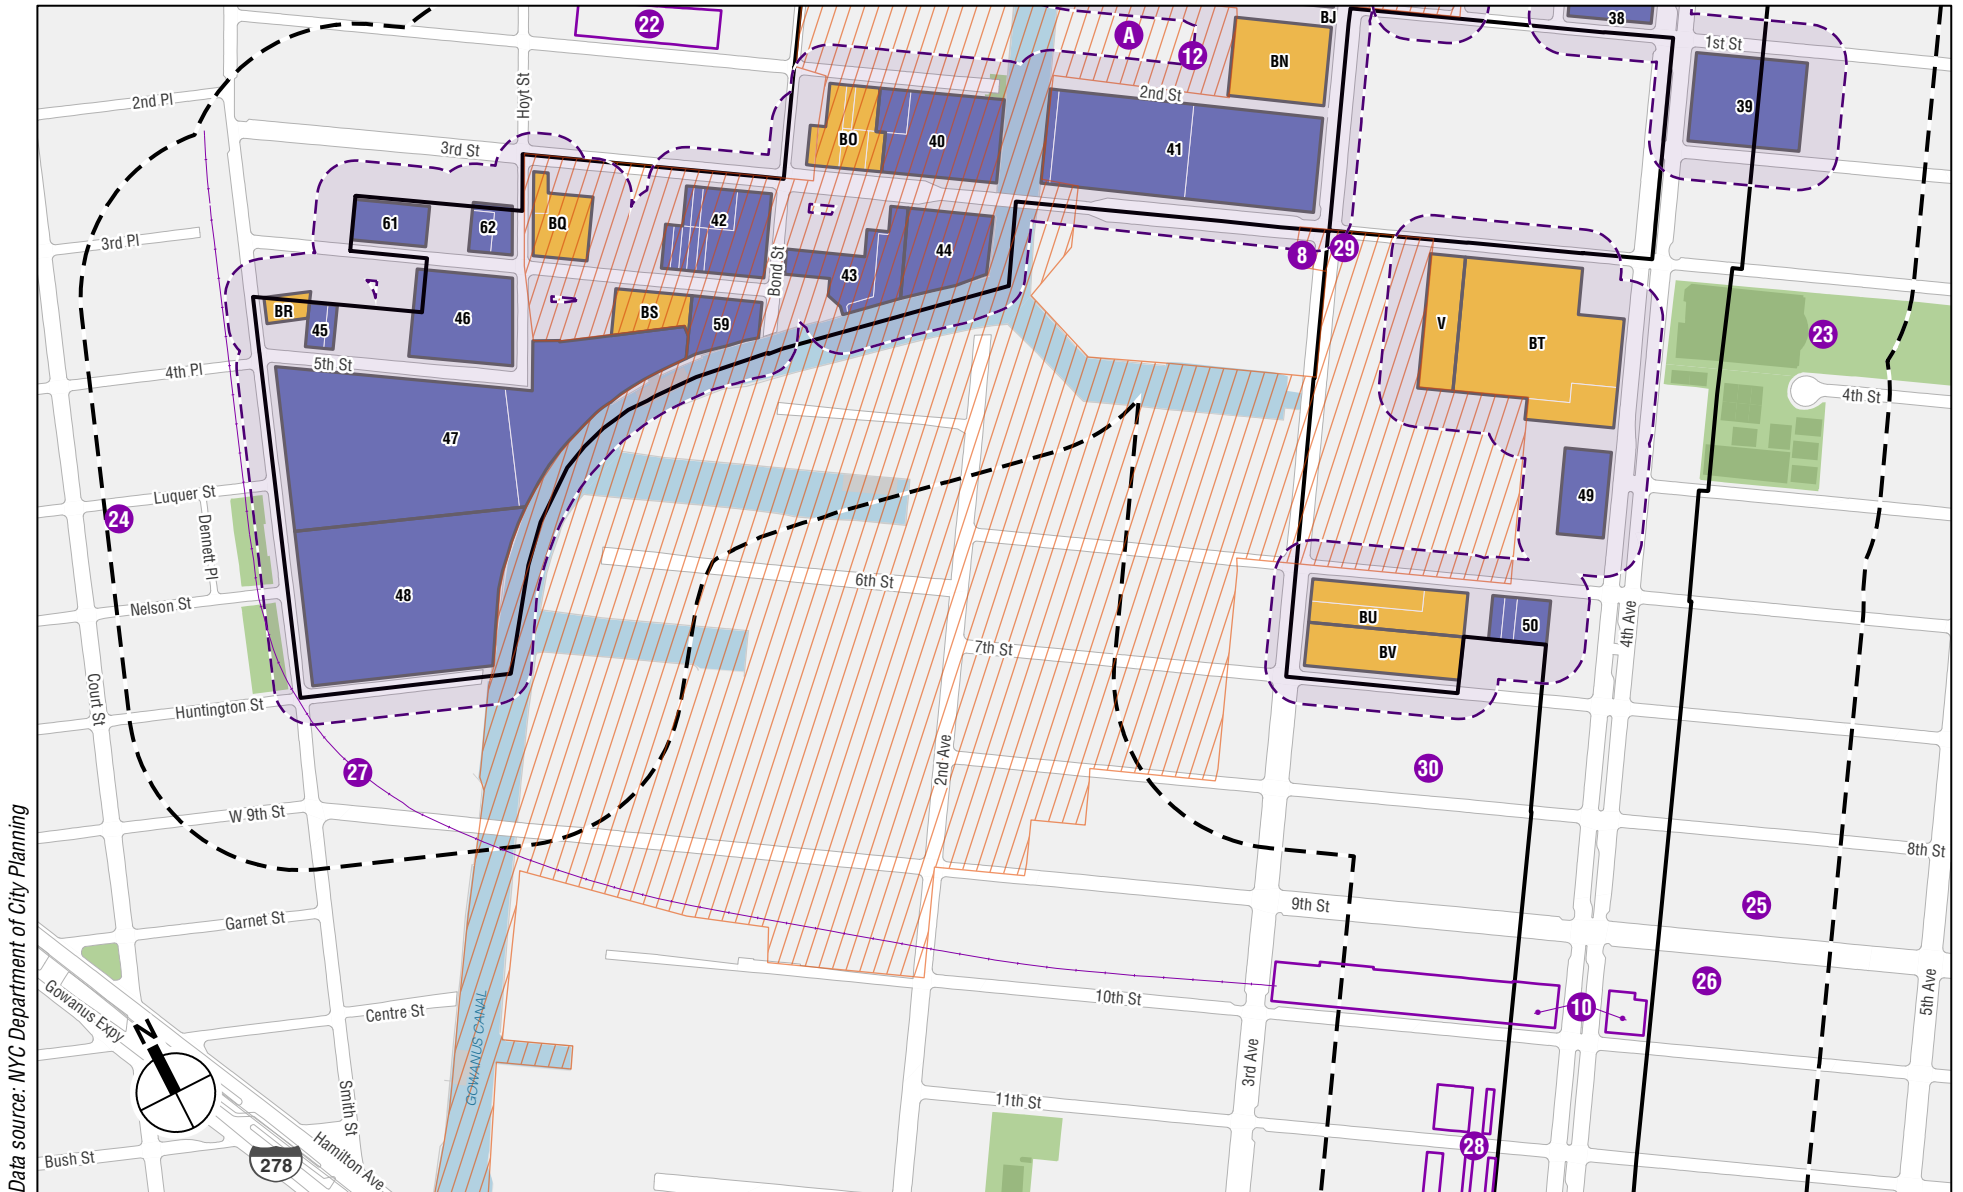 22
A
12
BJ
38
1st St
BN
2nd Pl
Hoyt St
2nd St
39
BO
40
41
3rd St
61
62
BQ
42
3rd Pl
8
29
43
44
Bond St
BR
45
46
BS
59
V
BT
23
5th St
4th Pl
4th St
47
49
Luquer St
24
Dennett Pl
48
6th St
Nelson St
BU
50
4th Ave
BV
7th St
Court St
Huntington St
2nd Ave
27
30
W 9th St
8th St
9th St
25
Garnet St
26
10th St
10
5th Ave
Gowanus Expy
Centre St
N
GOWANUS CANAL
3rd Ave
Smith St
11th St
28
Hamilton Ave
278
Bush St
Data source: NYC Department of City Planning